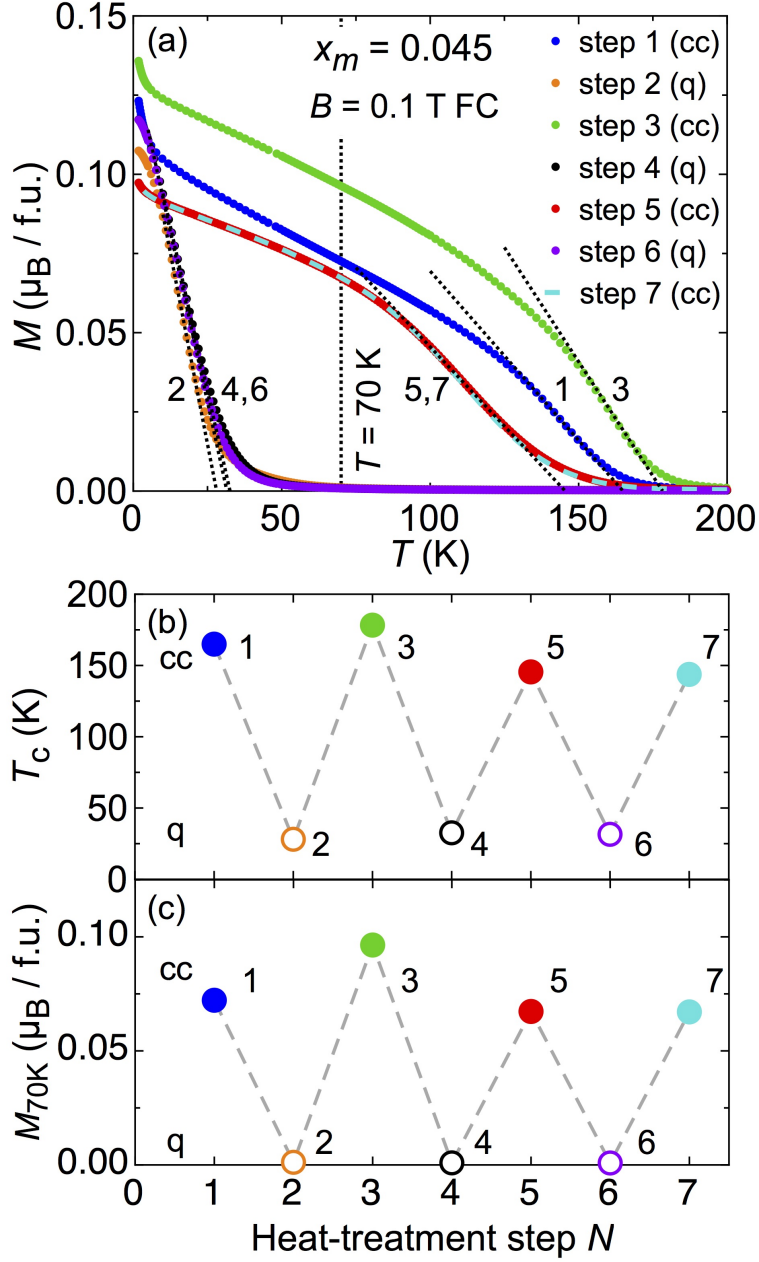 (a)
x_m = 0.045
B = 0.1 T FC
step 1 (cc)
step 2 (q)
step 3 (cc)
step 4 (q)
step 5 (cc)
step 6 (q)
step 7 (cc)
M (μ_B / f.u.)
0.15
0.10
0.05
0.00
2
4,6
T = 70 K
5,7
1
3
0 50 100 150 200
T (K)
(b)
T_C (K)
200
150
100
50
0
cc
q
1
2
3
4
5
6
7
(c)
M_70K (μ_B / f.u.)
0.10
0.05
0.00
cc
q
1
2
3
4
5
6
7
0 1 2 3 4 5 6 7
Heat-treatment step N